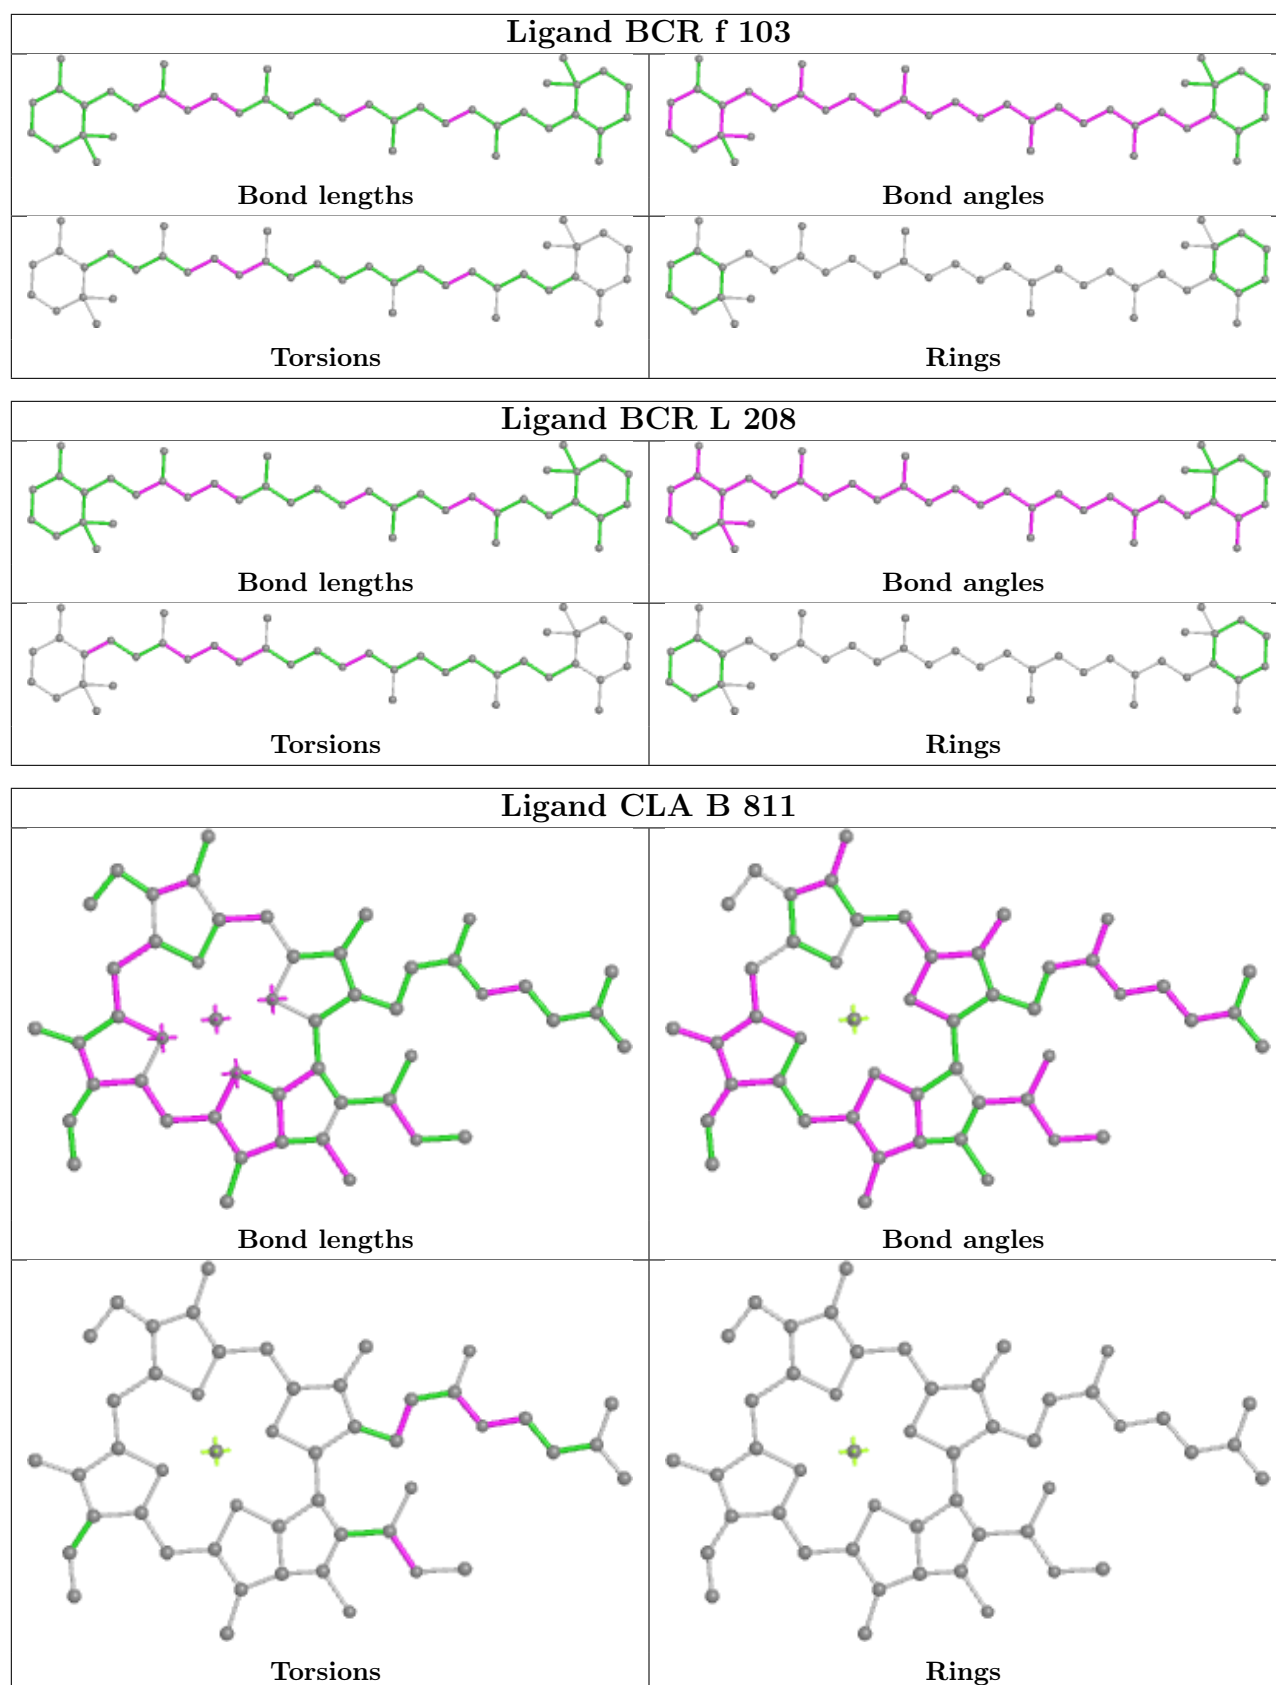 Ligand BCR f 103
Bond lengths
Bond angles
Torsions
Rings
Ligand BCR L 208
Bond lengths
Bond angles
Torsions
Rings
Ligand CLA B 811
Bond lengths
Bond angles
Torsions
Rings